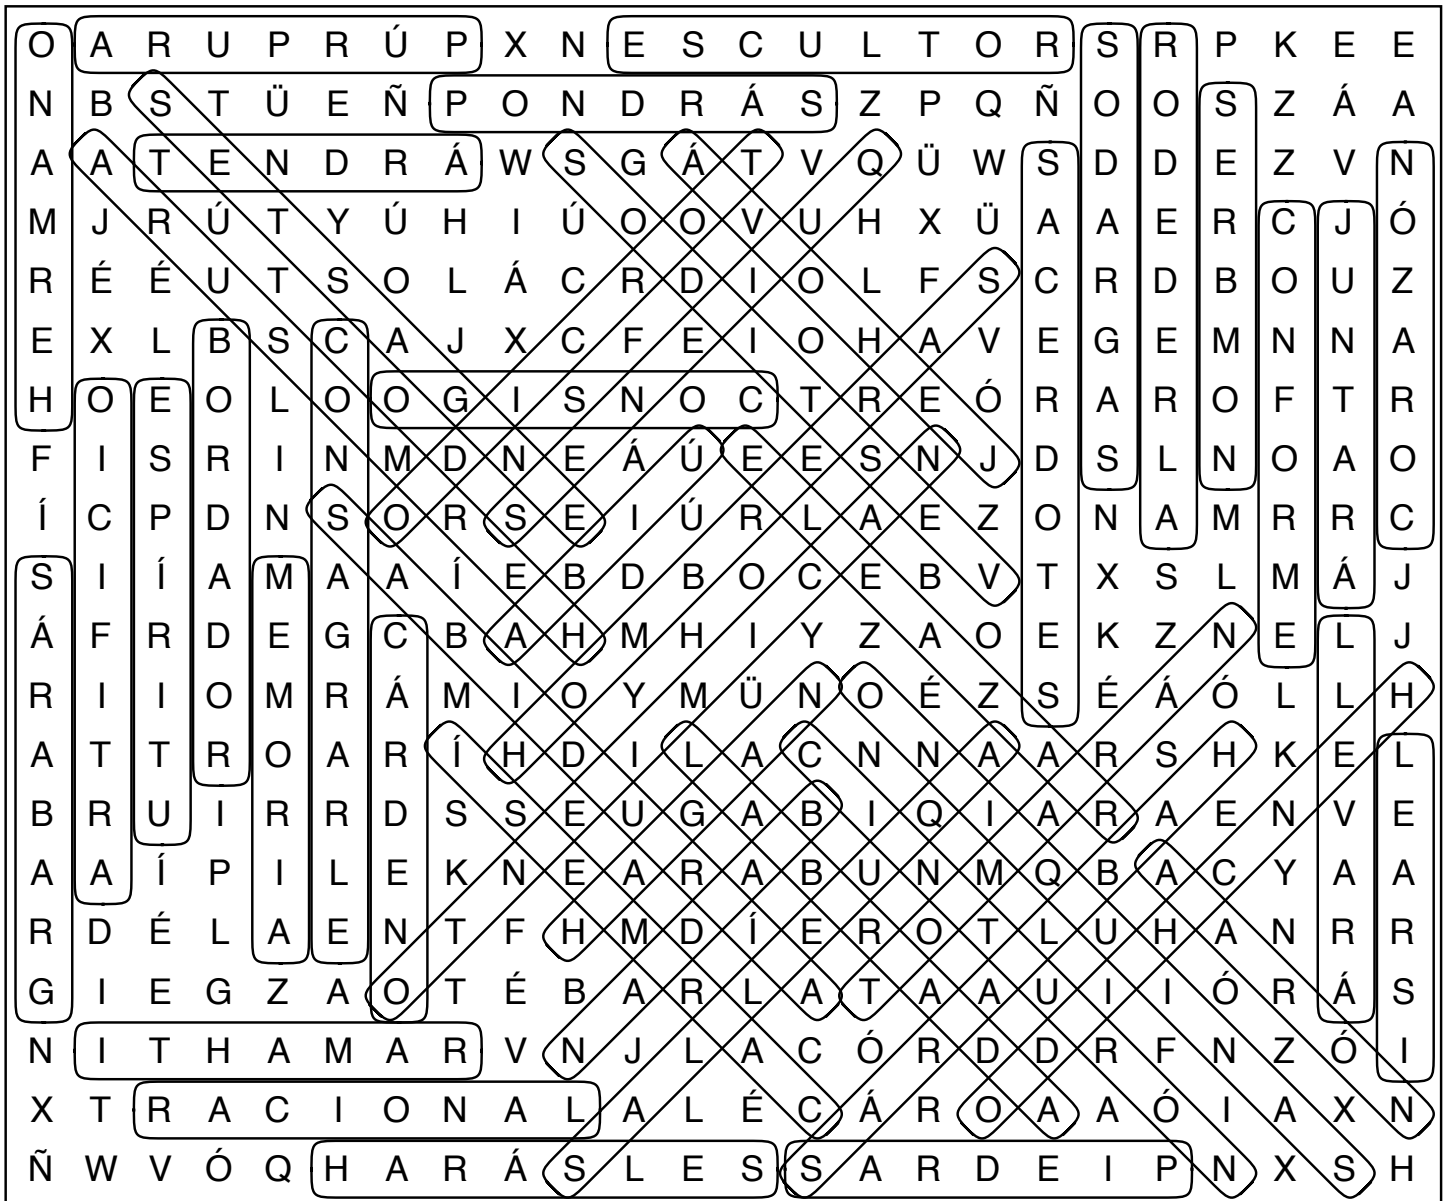 O A R U P R Ú P X N E S C U L T O R S R P K E E
N B S T Ü E Ñ P O N D R Á S Z P Q Ñ O O S Z Á A
A A T E N D R Á W S G Á T V Q Ü W S D D E Z V N
M J R Ú T Y Ú H I Ú O O V U H X Ü A A E R C J Ó
R É É U T S O L Á C R D I O L F S C R D B O U Z
E X L B S C A J X C F E I O H A V E G E M N N A
H O E O L O O G I S N O C T R E Ó R A R O F T R
F I S R I N M D N E Á Ú E E S N J D S L N O A O
Í C P D N S O R S E I Ú R L A E Z O N A M R R C
S I Í A M A A Í E B D B O C E B V T X S L M Á J
Á F R D E G C B A H M H I Y Z A O E K Z N E L J
R I I O M R Á M I O Y M Ü N O É Z S É Á Ó L L H
A T T R O A R Í H D I L A C N N A A R S H K E L
B R U I R R D S S E U G A B I Q I A R A E N V E
A A Í P I L E K N E A R A B U N M Q B A C Y A A
R D É L A E N T F H M D Í E R O T L U H A N R R
G I E G Z A O T É B A R L A T A A U I I Ó R Á S
N I T H A M A R V N J L A C Ó R D D R F N Z Ó I
X T R A C I O N A L A L É C Á R O A A Ó I A X N
Ñ W V Ó Q H A R Á S L E S S A R D E I P N X S H